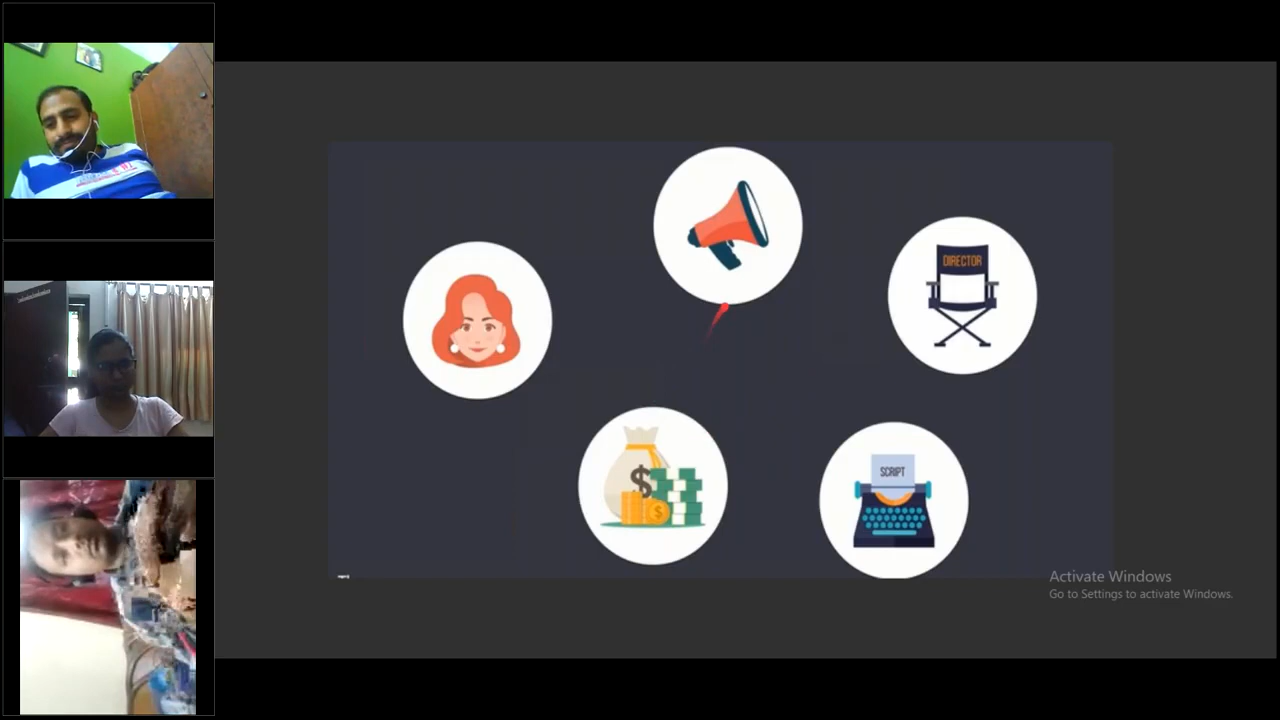 DIRECTOR
SCRIPT
Activate Windows
Go to Settings to activate Windows.